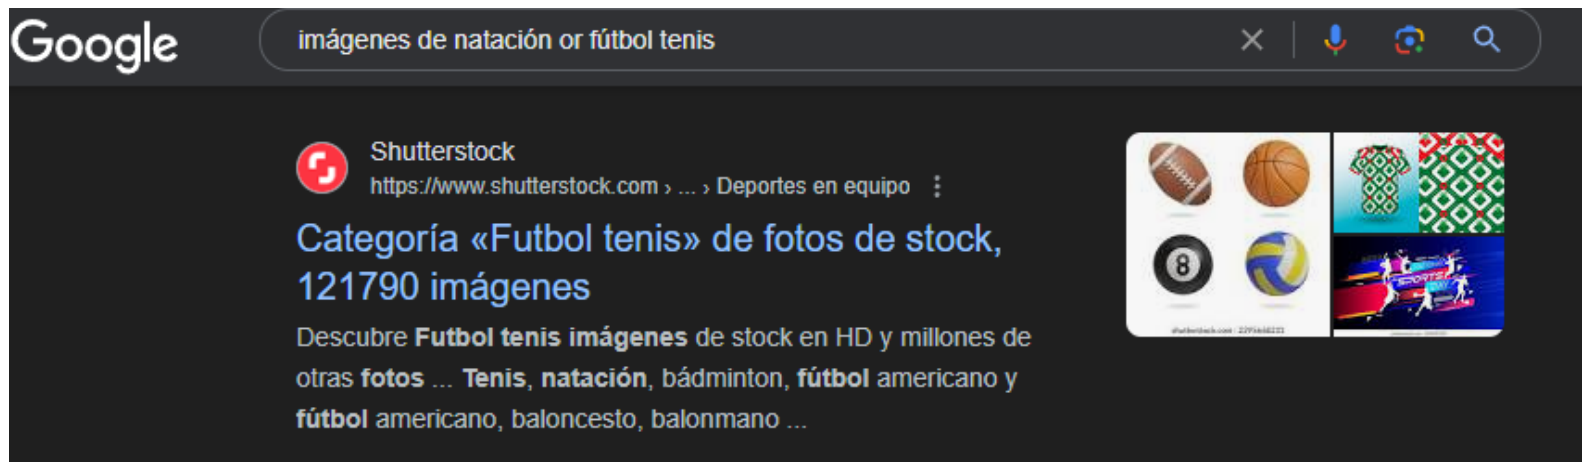 Google
imágenes de natación or fútbol tenis
Shutterstock
https://www.shutterstock.com › ... › Deportes en equipo
Categoría «Futbol tenis» de fotos de stock,
121790 imágenes
Descubre Futbol tenis imágenes de stock en HD y millones de
otras fotos ... Tenis, natación, bádminton, fútbol americano y
fútbol americano, baloncesto, balonmano ...
8
SPORTS
DAY